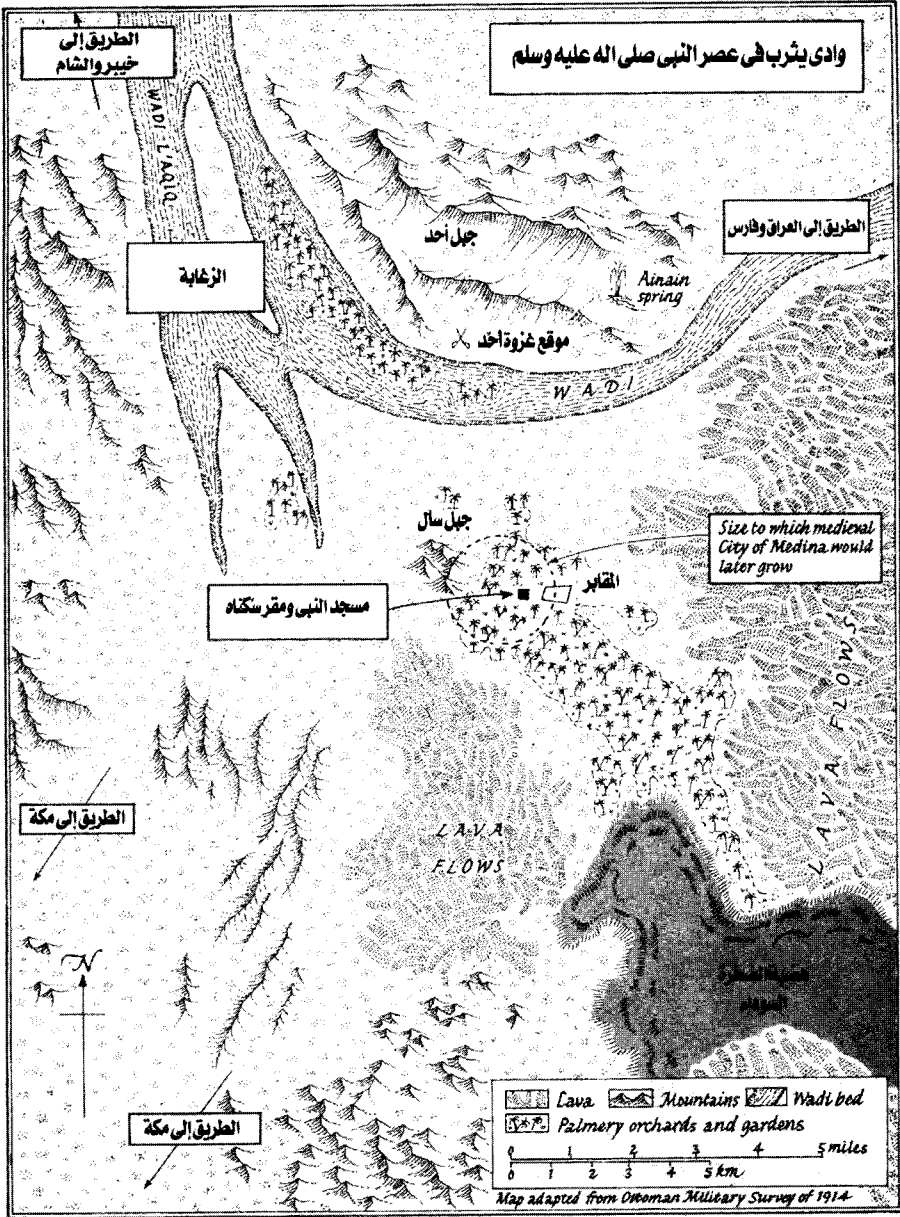 وادى يثرب فى عصر النبى صلى اله عليه وسلم
الطريق إلى
خيبر والشام
WADI L'AQIQ
الطريق إلى العراق وفارس
جبل أحد
Ainain
spring
الزغابة
موقع غزوة أحد
WADI
جبل سال
Size to which medieval
City of Medina would
later grow
المقابر
مسجد النبى ومقر سكناه
LAVA FLOWS
الطريق إلى مكة
LAVA
FLOWS
N
السوداء
الطريق إلى مكة
Lava Mountains Wadi bed
Palmery orchards and gardens
0 1 2 3 4 5 miles
0 1 2 3 4 5 km
Map adapted from Ottoman Military Survey of 1914